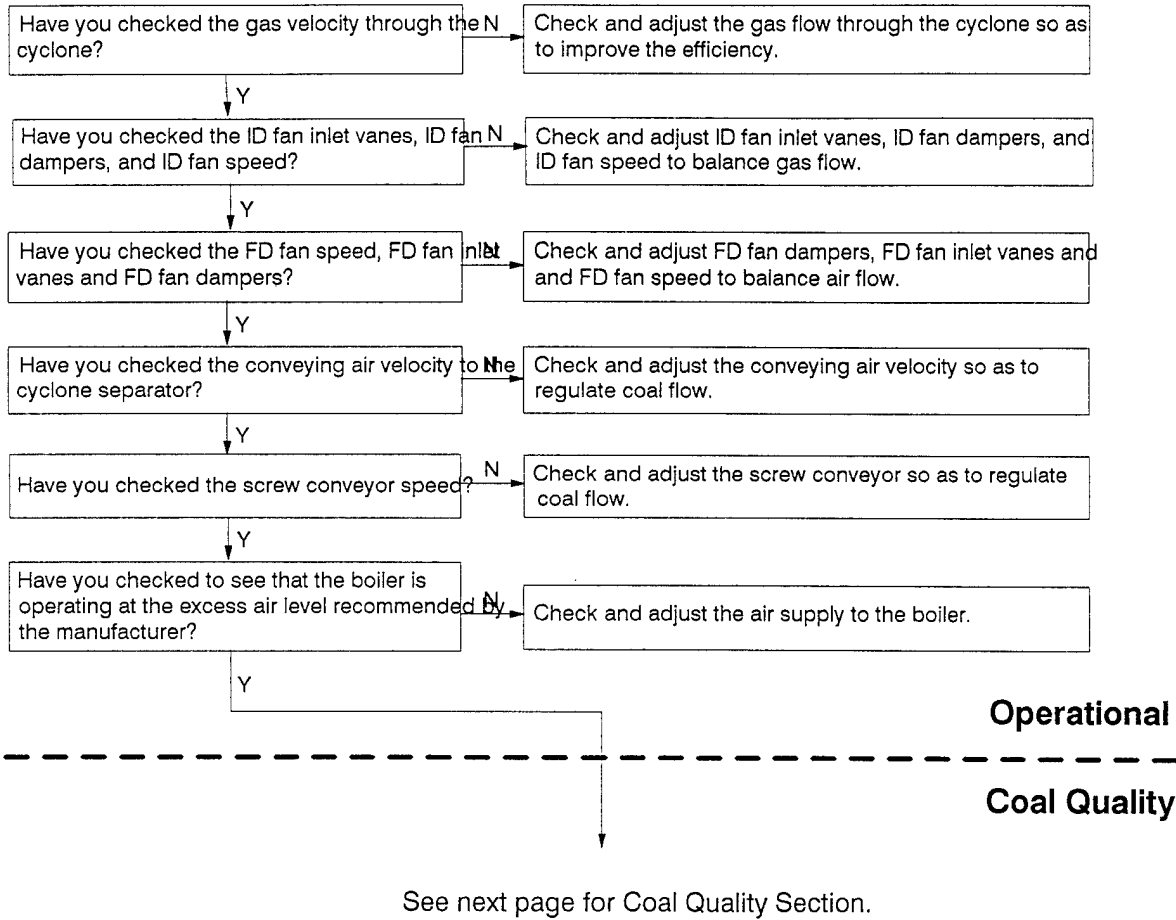 Have you checked the gas velocity through the
cyclone?
N
Check and adjust the gas flow through the cyclone so as
to improve the efficiency.
Y
Have you checked the ID fan inlet vanes, ID fan
dampers, and ID fan speed?
N
Check and adjust ID fan inlet vanes, ID fan dampers, and
ID fan speed to balance gas flow.
Y
Have you checked the FD fan speed, FD fan inlet
vanes and FD fan dampers?
N
Check and adjust FD fan dampers, FD fan inlet vanes and
and FD fan speed to balance air flow.
Y
Have you checked the conveying air velocity to the
cyclone separator?
N
Check and adjust the conveying air velocity so as to
regulate coal flow.
Y
Have you checked the screw conveyor speed?
N
Check and adjust the screw conveyor so as to regulate
coal flow.
Y
Have you checked to see that the boiler is
operating at the excess air level recommended by
the manufacturer?
N
Check and adjust the air supply to the boiler.
Y
Operational
Coal Quality
See next page for Coal Quality Section.